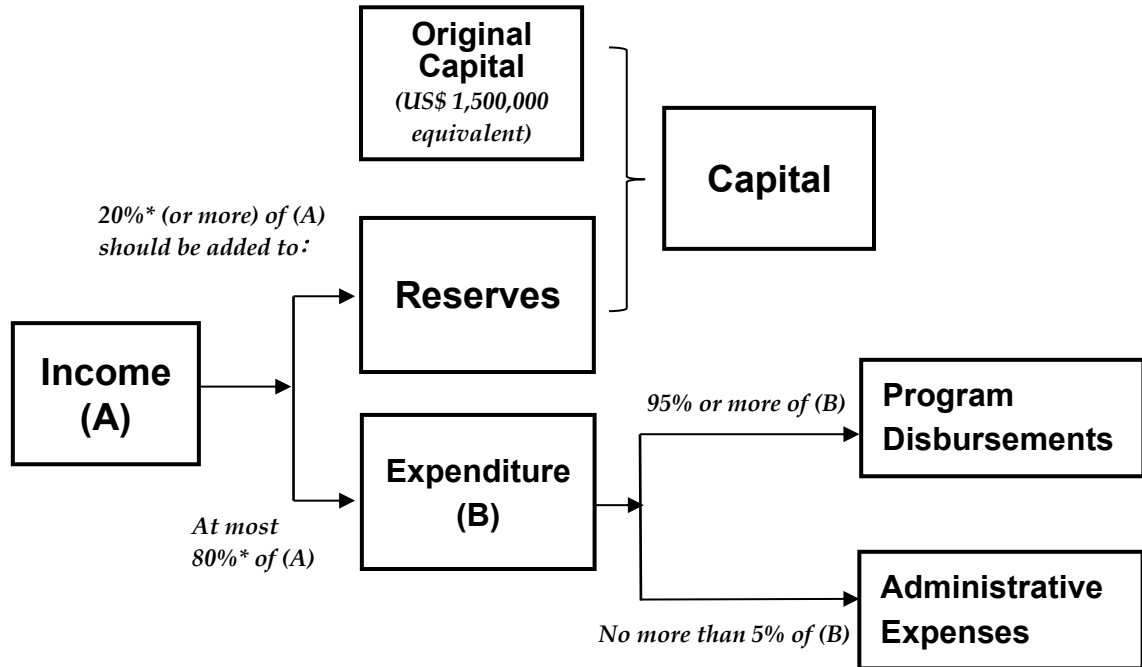 Original
Capital
(US$ 1,500,000
equivalent)
Capital
20%* (or more) of (A)
should be added to:
Reserves
Income
(A)
95% or more of (B)
Program
Disbursements
Expenditure
(B)
At most
80%* of (A)
Administrative
Expenses
No more than 5% of (B)